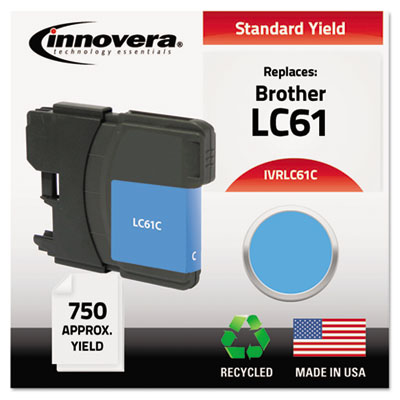 innovera
technology essentials
Standard Yield
Replaces:
Brother
LC61
IVRLC61C
LC61C
C
750
APPROX.
YIELD
RECYCLED
MADE IN USA